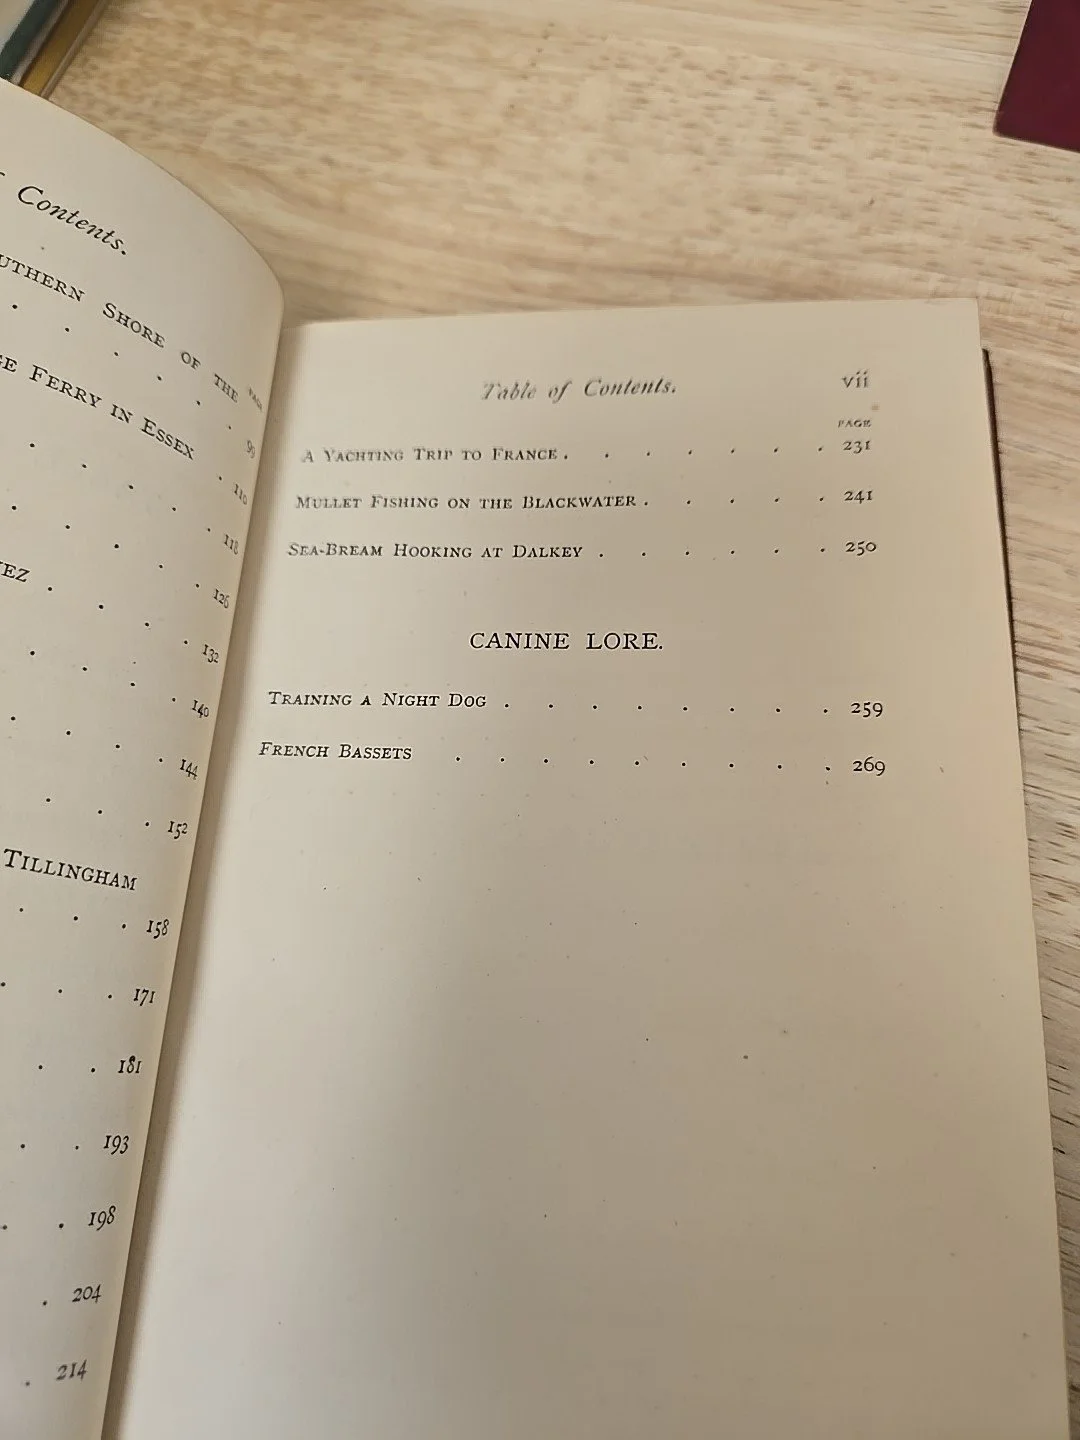 Contents.
SHORE OF THE
PAGE
99
FERRY IN ESSEX
110
118
126
132
140
144
152
TILLINGHAM
158
171
181
193
198
204
214
Table of Contents. vii
PAGE
A YACHTING TRIP TO FRANCE . . . . . . . 231
MULLET FISHING ON THE BLACKWATER . . . . . 241
SEA-BREAM HOOKING AT DALKEY . . . . . . 250
CANINE LORE.
TRAINING A NIGHT DOG . . . . . . . . 259
FRENCH BASSETS . . . . . . . . . 269